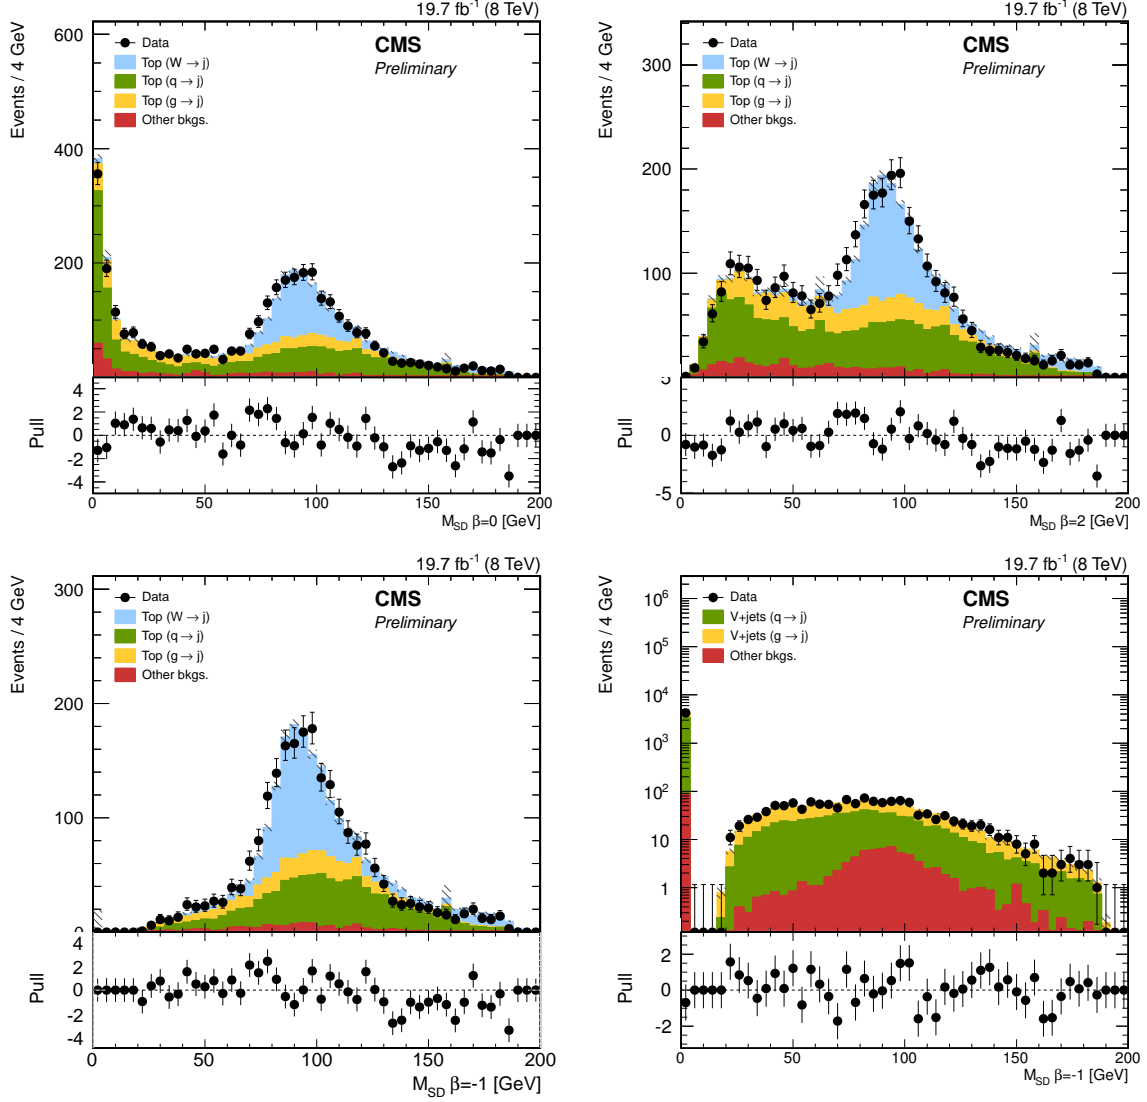 19.7 fb⁻¹ (8 TeV)
Events / 4 GeV
600
400
200
0
Data
Top (W → j)
Top (q → j)
Top (g → j)
Other bkgs.
CMS
Preliminary
Pull
4
2
0
-2
-4
0 50 100 150 200
M_SD β=0 [GeV]
19.7 fb⁻¹ (8 TeV)
Events / 4 GeV
300
200
100
Data
Top (W → j)
Top (q → j)
Top (g → j)
Other bkgs.
CMS
Preliminary
Pull
5
0
-5
0 50 100 150 200
M_SD β=2 [GeV]
19.7 fb⁻¹ (8 TeV)
Events / 4 GeV
300
200
100
0
Data
Top (W → j)
Top (q → j)
Top (g → j)
Other bkgs.
CMS
Preliminary
Pull
4
2
0
-2
-4
0 50 100 150 200
M_SD β=-1 [GeV]
19.7 fb⁻¹ (8 TeV)
Events / 4 GeV
10⁶
10⁵
10⁴
10³
10²
10
1
Data
V+jets (q → j)
V+jets (g → j)
Other bkgs.
CMS
Preliminary
Pull
2
0
-2
0 50 100 150 200
M_SD β=-1 [GeV]